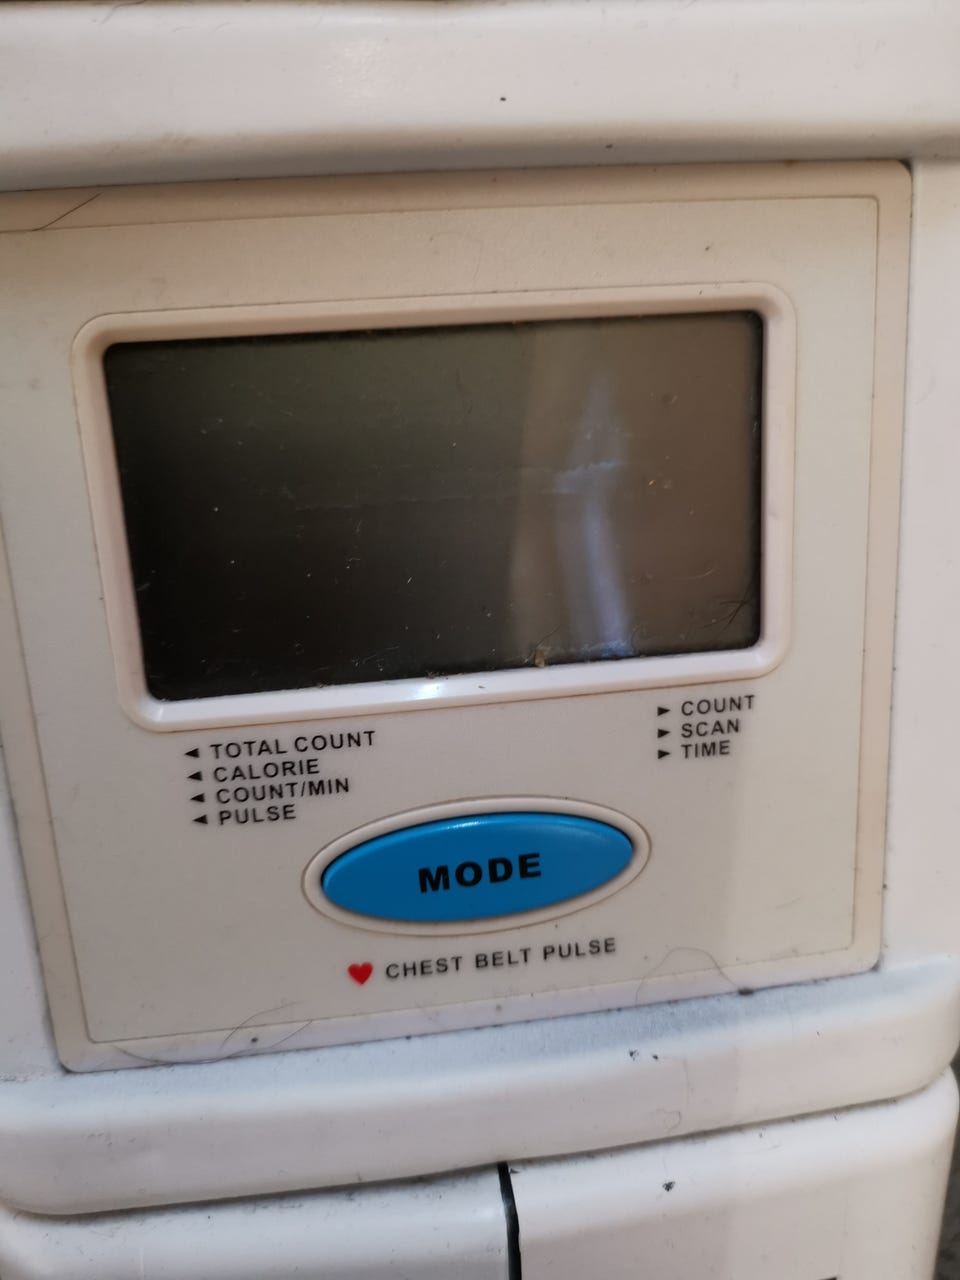 ◄ TOTAL COUNT
◄ CALORIE
◄ COUNT/MIN
◄ PULSE
► COUNT
► SCAN
► TIME
MODE
♥ CHEST BELT PULSE